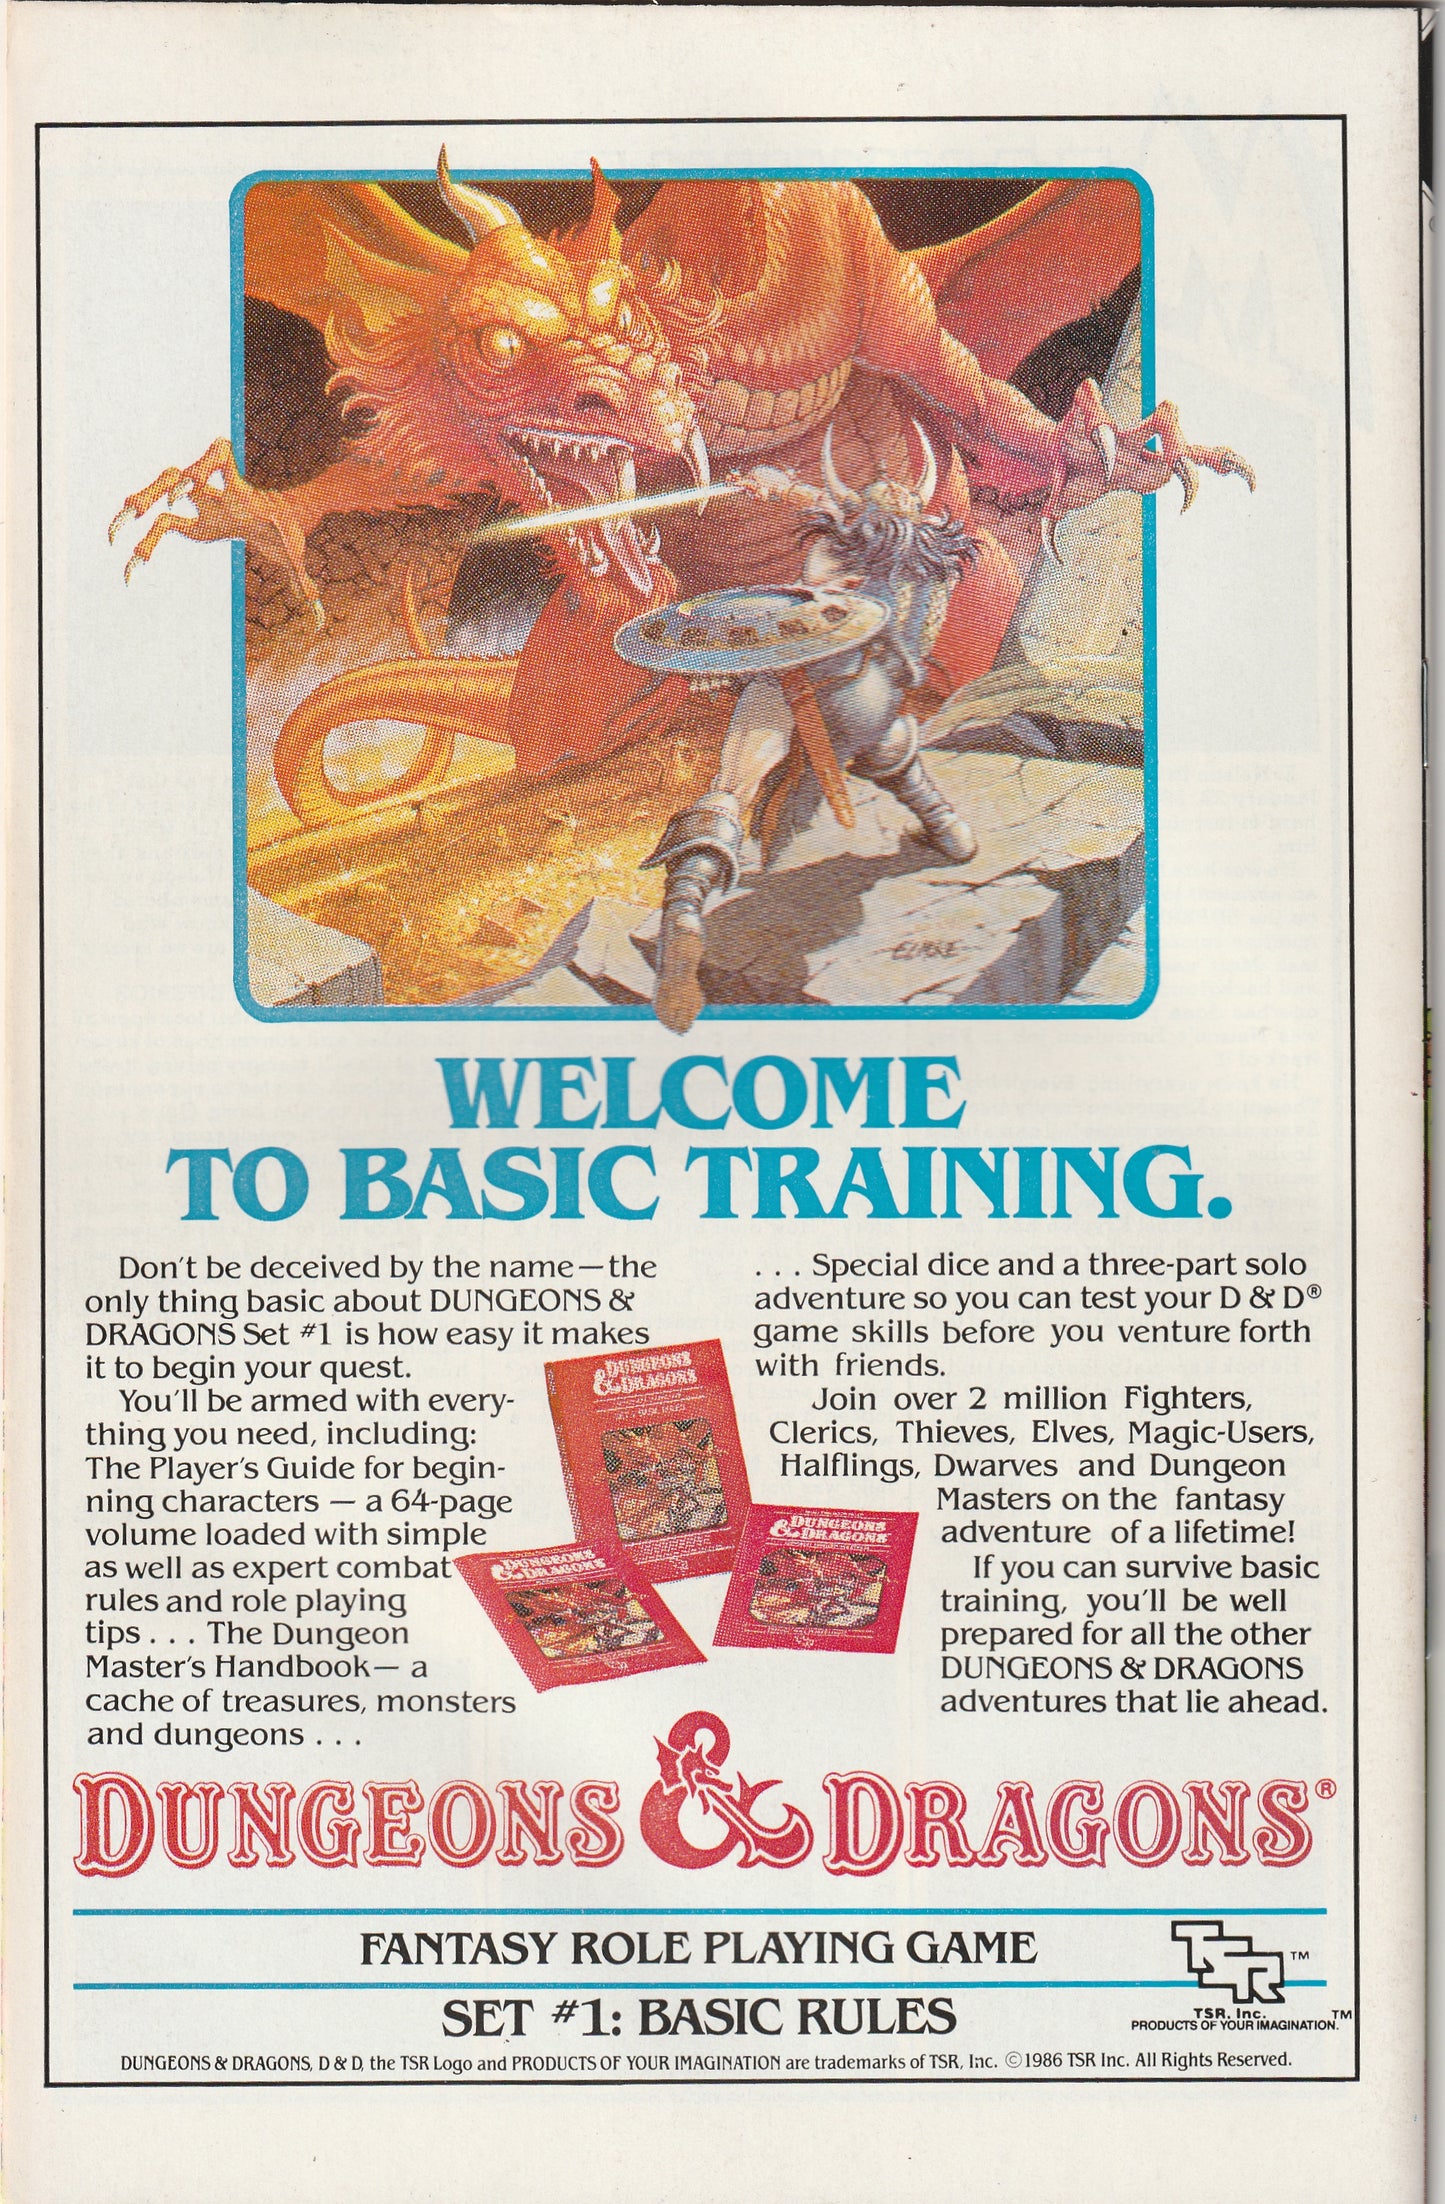 ELMORE
WELCOME
TO BASIC TRAINING.
Don't be deceived by the name—the
only thing basic about DUNGEONS &
DRAGONS Set #1 is how easy it makes
it to begin your quest.
You'll be armed with every-
thing you need, including:
The Player's Guide for begin-
ning characters — a 64-page
volume loaded with simple
as well as expert combat
rules and role playing
tips . . . The Dungeon
Master's Handbook— a
cache of treasures, monsters
and dungeons . . .
. . . Special dice and a three-part solo
adventure so you can test your D & D®
game skills before you venture forth
with friends.
Join over 2 million Fighters,
Clerics, Thieves, Elves, Magic-Users,
Halflings, Dwarves and Dungeon
Masters on the fantasy
adventure of a lifetime!
If you can survive basic
training, you'll be well
prepared for all the other
DUNGEONS & DRAGONS
adventures that lie ahead.
DUNGEONS
& DRAGONS
DUNGEONS
& DRAGONS
DUNGEONS
& DRAGONS
DUNGEONS & DRAGONS®
FANTASY ROLE PLAYING GAME
TSR™
SET #1: BASIC RULES
TSR, Inc.
PRODUCTS OF YOUR IMAGINATION.™
DUNGEONS & DRAGONS, D & D, the TSR Logo and PRODUCTS OF YOUR IMAGINATION are trademarks of TSR, Inc. ©1986 TSR Inc. All Rights Reserved.